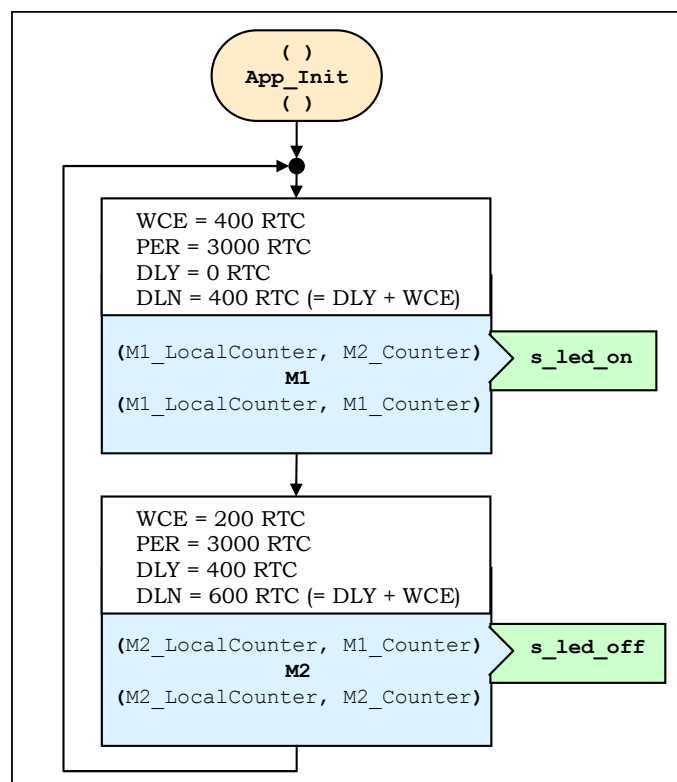 ( )
App_Init
( )
WCE = 400 RTC
PER = 3000 RTC
DLY = 0 RTC
DLN = 400 RTC (= DLY + WCE)
(M1_LocalCounter, M2_Counter)
M1
(M1_LocalCounter, M1_Counter)
s_led_on
WCE = 200 RTC
PER = 3000 RTC
DLY = 400 RTC
DLN = 600 RTC (= DLY + WCE)
(M2_LocalCounter, M1_Counter)
M2
(M2_LocalCounter, M2_Counter)
s_led_off